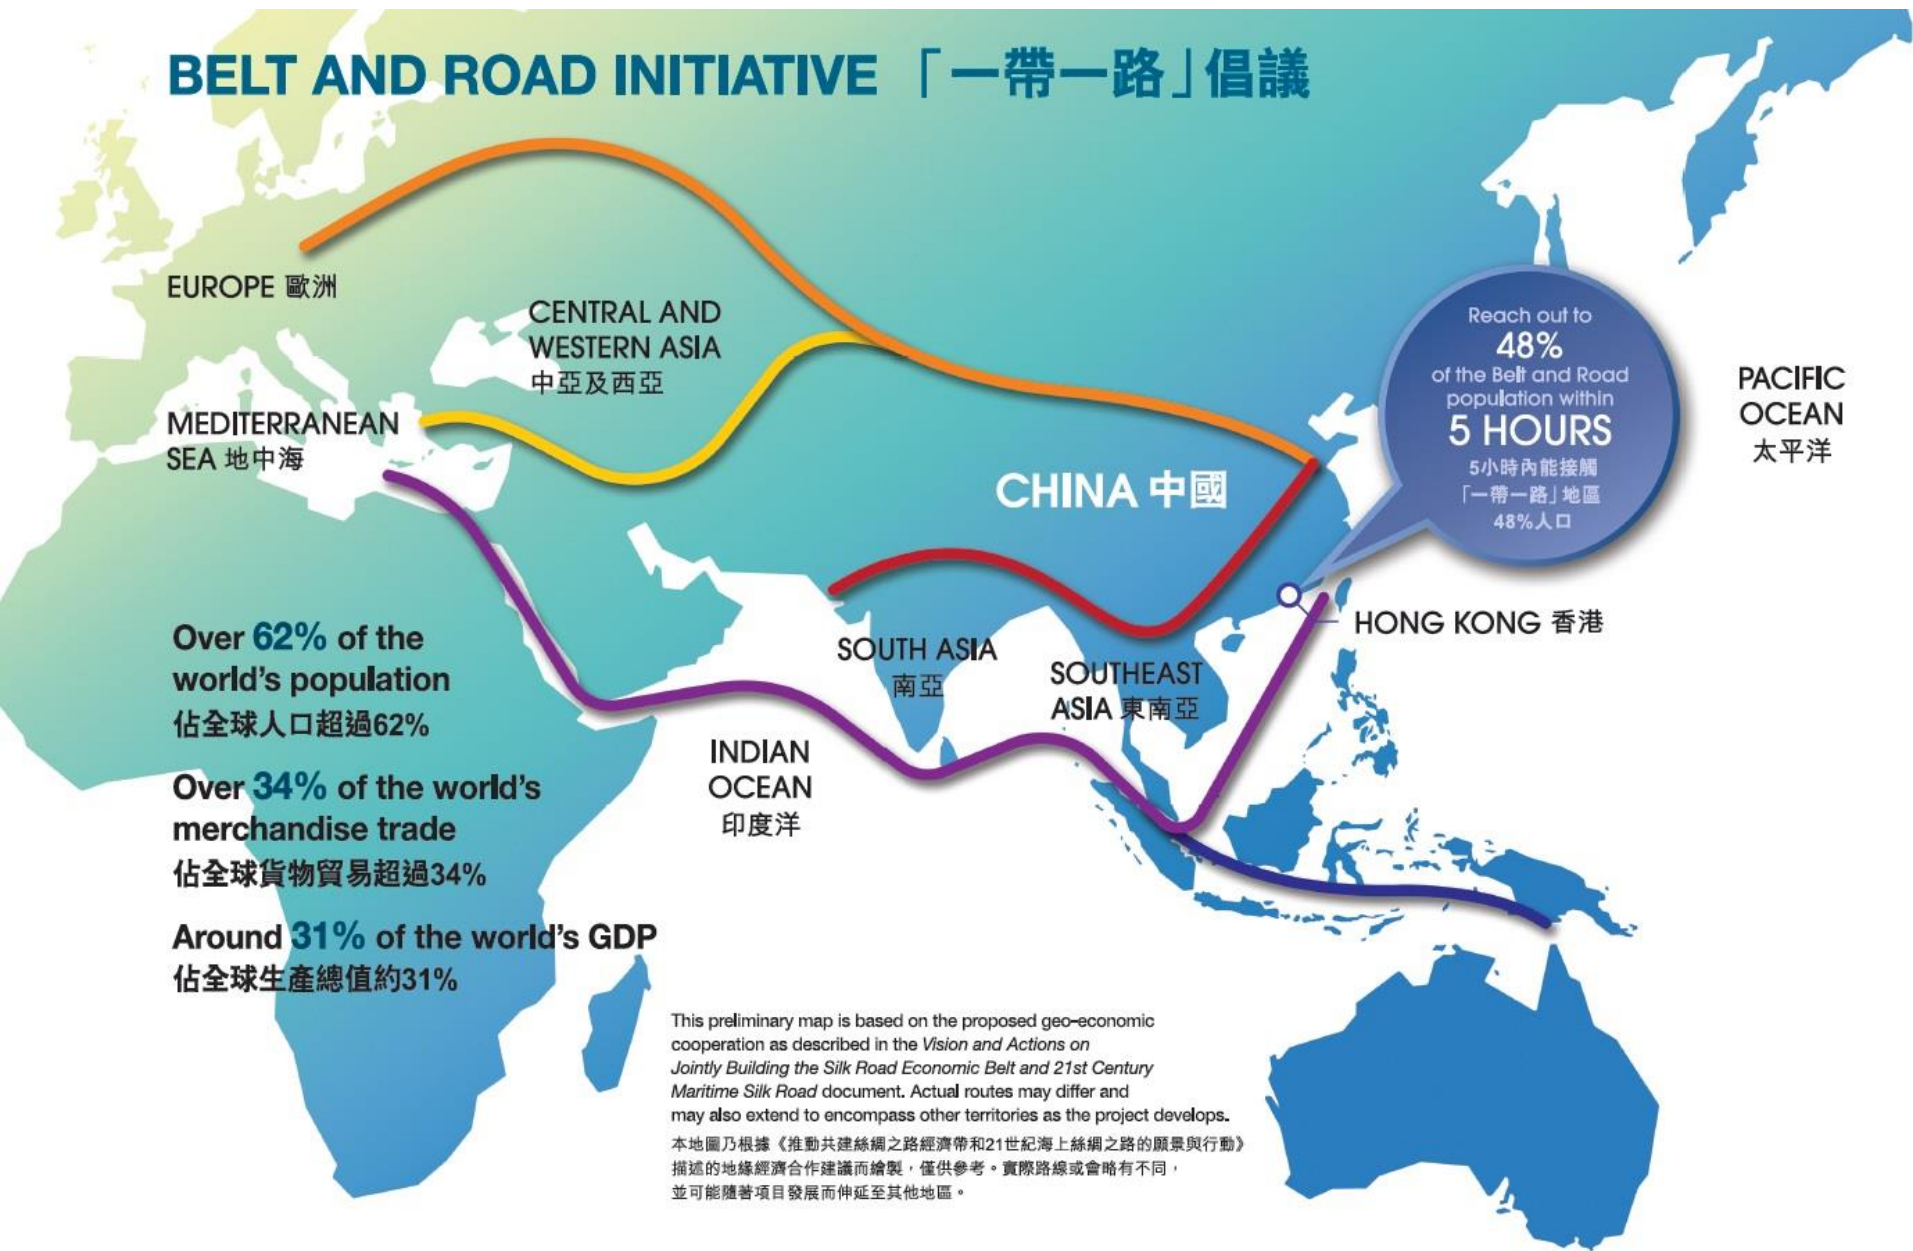 BELT AND ROAD INITIATIVE 「一帶一路」倡議
EUROPE 歐洲
CENTRAL AND
WESTERN ASIA
中亞及西亞
MEDITERRANEAN
SEA 地中海
CHINA 中國
Reach out to
48%
of the Belt and Road
population within
5 HOURS
5小時內能接觸
「一帶一路」地區
48%人口
PACIFIC
OCEAN
太平洋
HONG KONG 香港
SOUTH ASIA
南亞
SOUTHEAST
ASIA 東南亞
INDIAN
OCEAN
印度洋
Over 62% of the
world's population
佔全球人口超過62%
Over 34% of the world's
merchandise trade
佔全球貨物貿易超過34%
Around 31% of the world's GDP
佔全球生產總值約31%
This preliminary map is based on the proposed geo-economic
cooperation as described in the Vision and Actions on
Jointly Building the Silk Road Economic Belt and 21st Century
Maritime Silk Road document. Actual routes may differ and
may also extend to encompass other territories as the project develops.
本地圖乃根據《推動共建絲綢之路經濟帶和21世紀海上絲綢之路的願景與行動》
描述的地緣經濟合作建議而繪製，僅供參考。實際路線或會略有不同，
並可能隨著項目發展而伸延至其他地區。